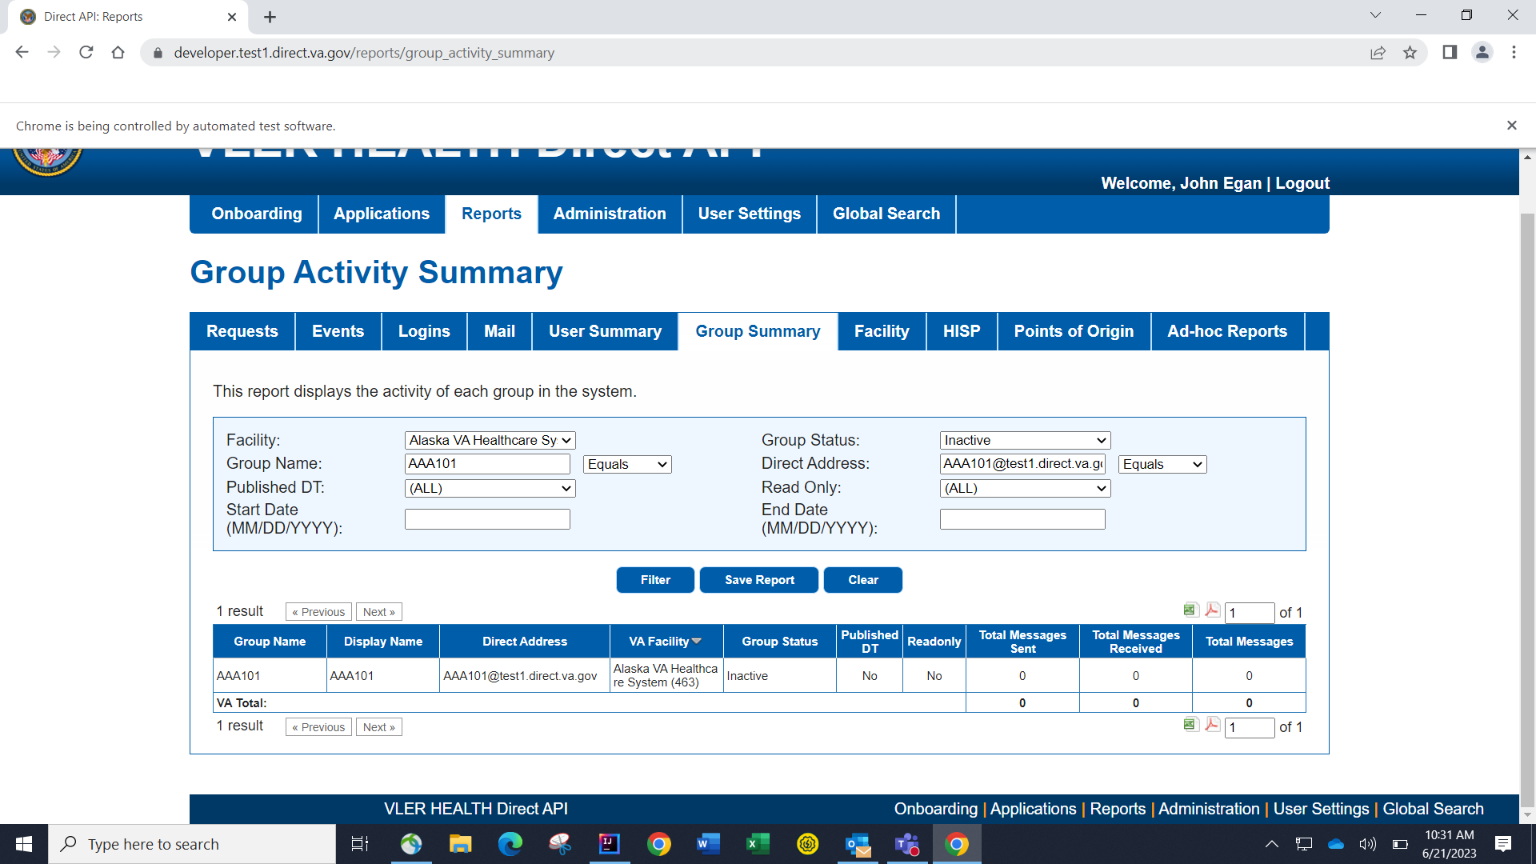 Direct API: Reports
developer.test1.direct.va.gov/reports/group_activity_summary
Chrome is being controlled by automated test software.
VLER HEALTH Direct API
Welcome, John Egan | Logout
Onboarding Applications Reports Administration User Settings Global Search
Group Activity Summary
Requests Events Logins Mail User Summary Group Summary Facility HISP Points of Origin Ad-hoc Reports
This report displays the activity of each group in the system.
Facility: Alaska VA Healthcare Sy Group Status: Inactive
Group Name: AAA101 Equals Direct Address: AAA101@test1.direct.va.g Equals
Published DT: (ALL) Read Only: (ALL)
Start Date (MM/DD/YYYY): End Date (MM/DD/YYYY):
Filter Save Report Clear
1 result « Previous Next » 1 of 1
Group Name Display Name Direct Address VA Facility Group Status Published DT Readonly Total Messages Sent Total Messages Received Total Messages
AAA101 AAA101 AAA101@test1.direct.va.gov Alaska VA Healthca re System (463) Inactive No No 0 0 0
VA Total: 0 0 0
1 result « Previous Next » 1 of 1
VLER HEALTH Direct API Onboarding | Applications | Reports | Administration | User Settings | Global Search
Type here to search
10:31 AM
6/21/2023